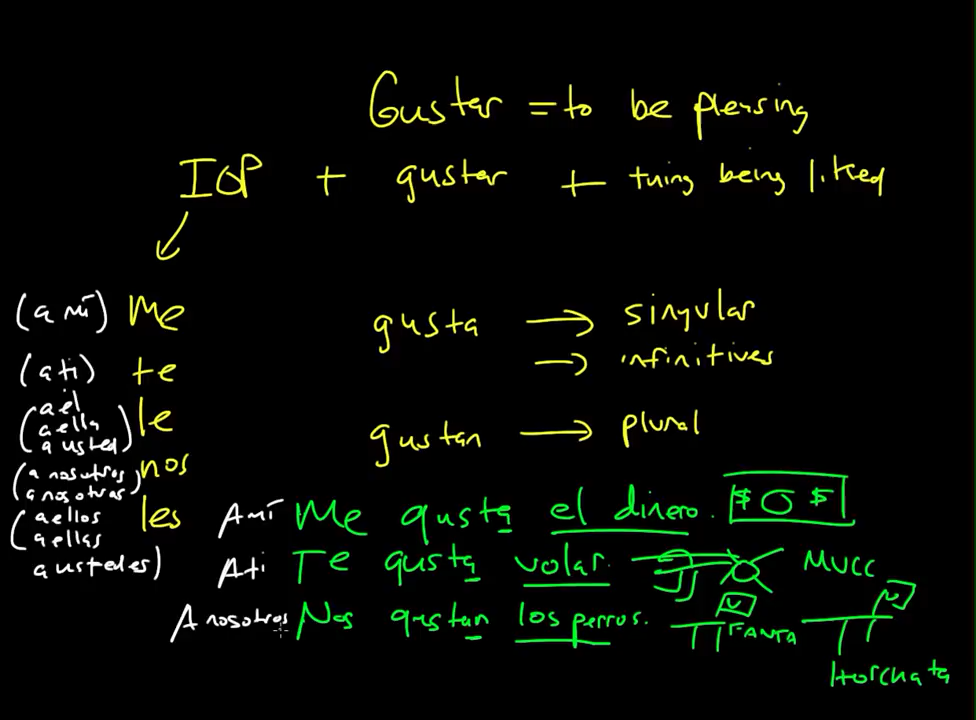 Gustar = to be pleasing
IOP + gustar + thing being liked
(a mí) me gusta → singular
(a ti) te → infinitives
(a él
a ella le
a usted) gustan → plural
(a nosotros nos
a nosotras)
(a ellos les
a ellas
a ustedes)
A mí Me gusta el dinero. $ O $
A ti Te gusta volar. MUCC
A nosotros Nos gustan los perros. FANTA
Horchata